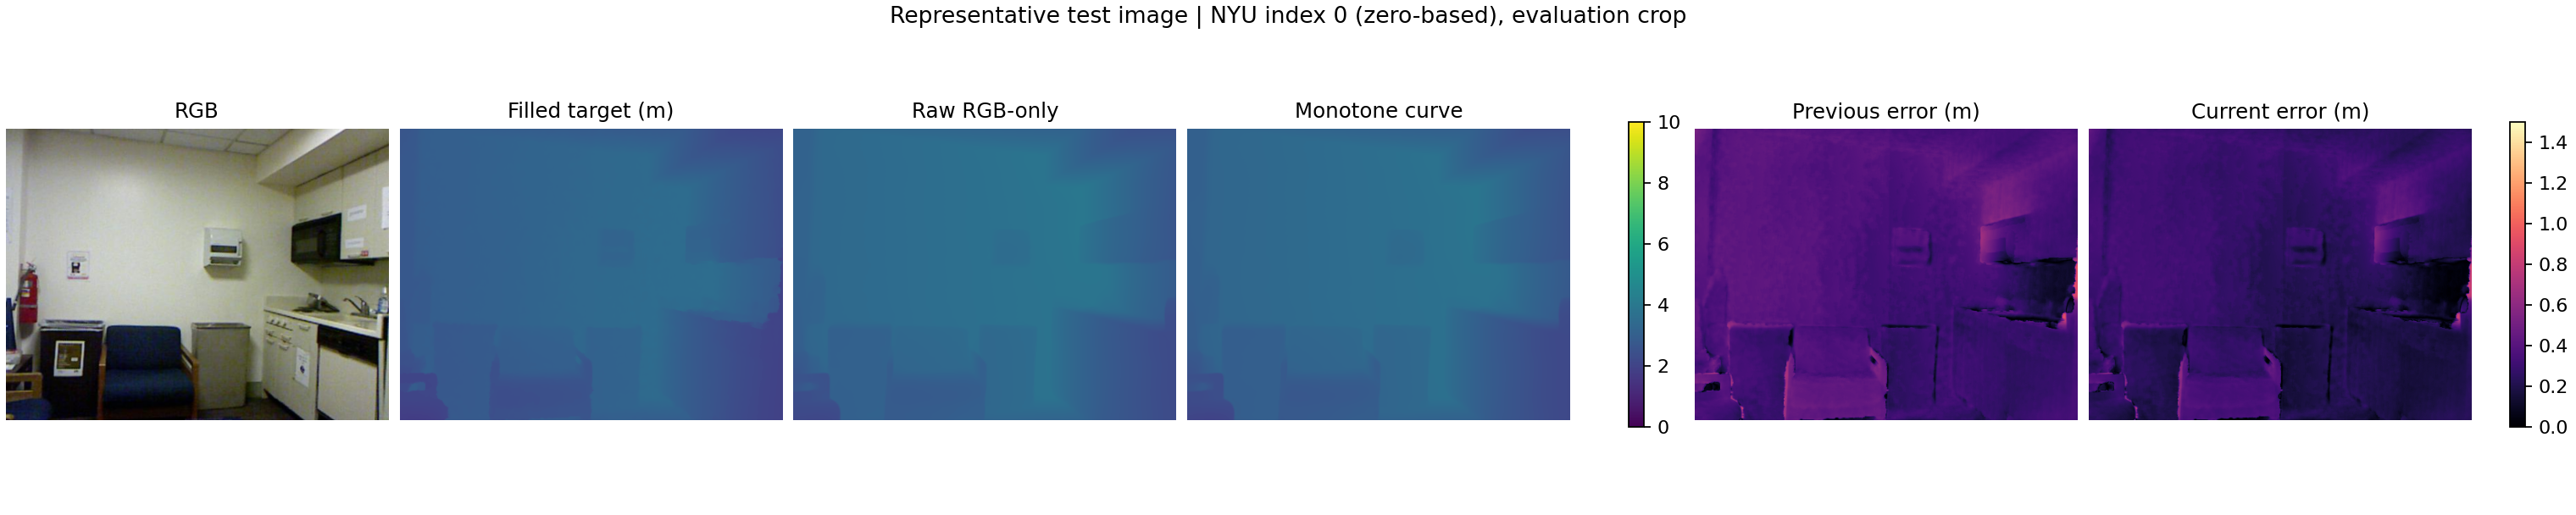 Representative test image | NYU index 0 (zero-based), evaluation crop
RGB
Filled target (m)
Raw RGB-only
Monotone curve
Previous error (m)
Current error (m)
10
8
6
4
2
0
1.4
1.2
1.0
0.8
0.6
0.4
0.2
0.0